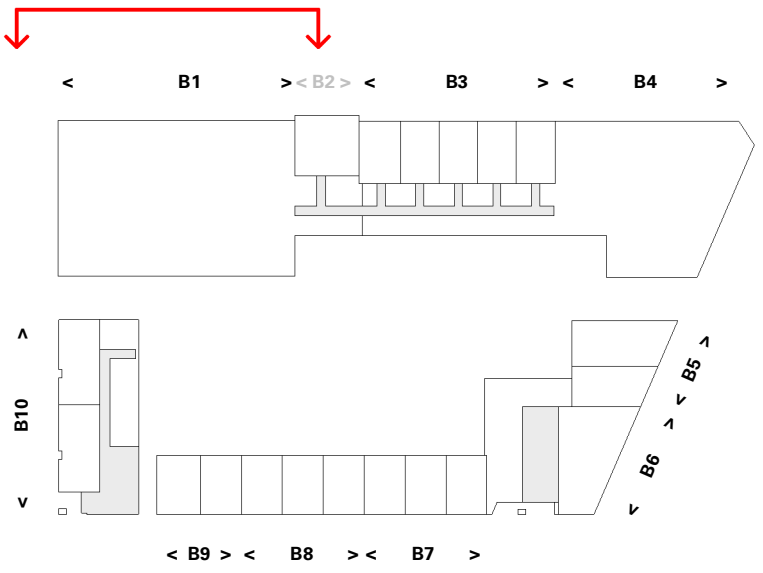 < B1 > < B2 > < B3 > < B4 >
< B5 >
< B10 >
< B6 >
< B9 > < B8 > < B7 >